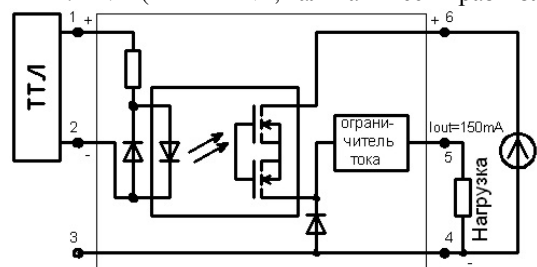 1 +
ТТЛ
2
-
3
ограни-
читель
тока
+ 6
Iout=150mA
5
Нагрузка
4
-